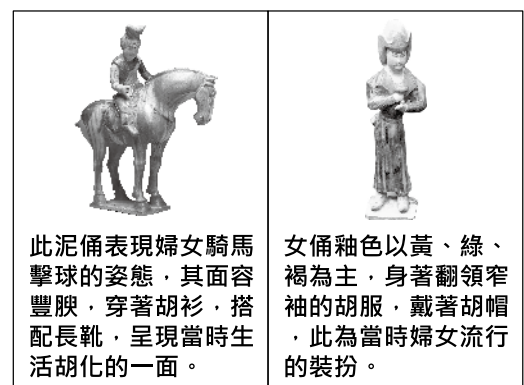 此泥俑表現婦女騎馬
擊球的姿態，其面容
豐腴，穿著胡衫，搭
配長靴，呈現當時生
活胡化的一面。
女俑釉色以黃、綠、
褐為主，身著翻領窄
袖的胡服，戴著胡帽
，此為當時婦女流行
的裝扮。